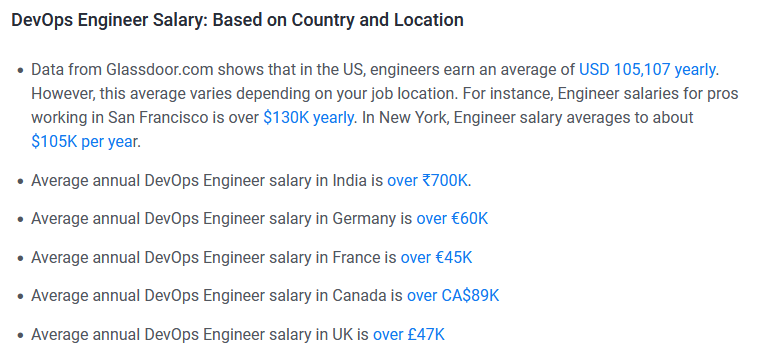 DevOps Engineer Salary: Based on Country and Location
• Data from Glassdoor.com shows that in the US, engineers earn an average of USD 105,107 yearly.
However, this average varies depending on your job location. For instance, Engineer salaries for pros
working in San Francisco is over $130K yearly. In New York, Engineer salary averages to about
$105K per year.
• Average annual DevOps Engineer salary in India is over ₹700K.
• Average annual DevOps Engineer salary in Germany is over €60K
• Average annual DevOps Engineer salary in France is over €45K
• Average annual DevOps Engineer salary in Canada is over CA$89K
• Average annual DevOps Engineer salary in UK is over £47K